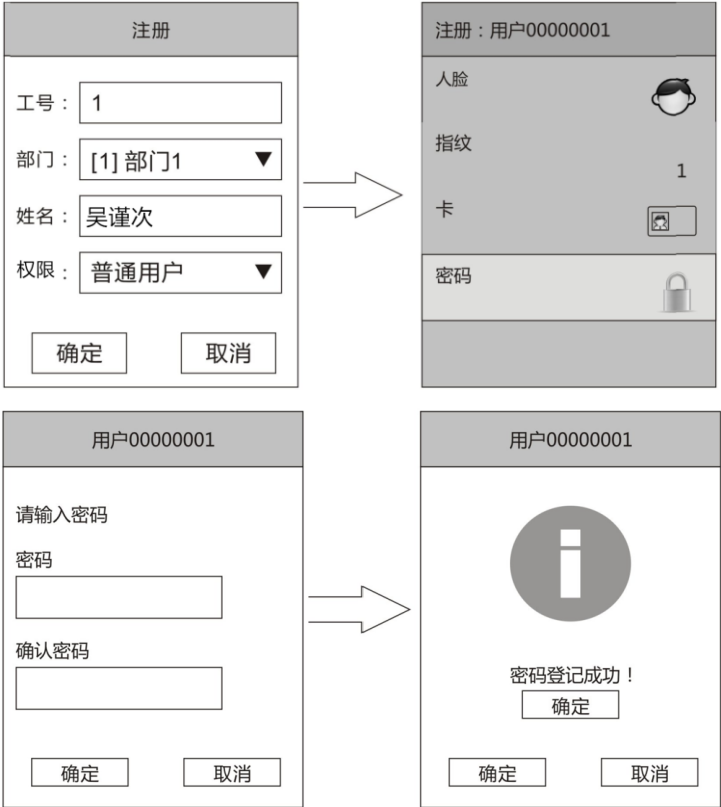 注册
工号： 1
部门： [1] 部门1
姓名： 吴谨次
权限： 普通用户
确定 取消
注册：用户00000001
人脸
指纹
1
卡
密码
用户00000001
请输入密码
密码
确认密码
确定 取消
用户00000001
密码登记成功！
确定
确定 取消